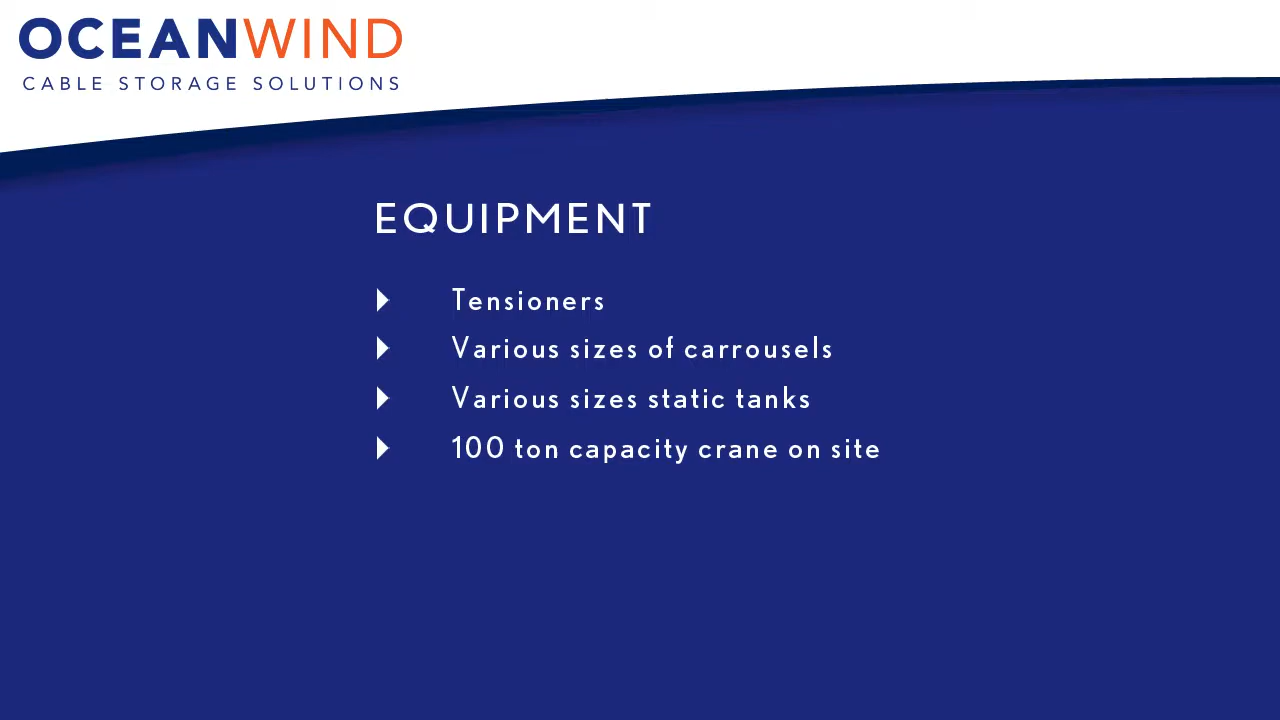 OCEANWIND
CABLE STORAGE SOLUTIONS
EQUIPMENT
Tensioners
Various sizes of carrousels
Various sizes static tanks
100 ton capacity crane on site